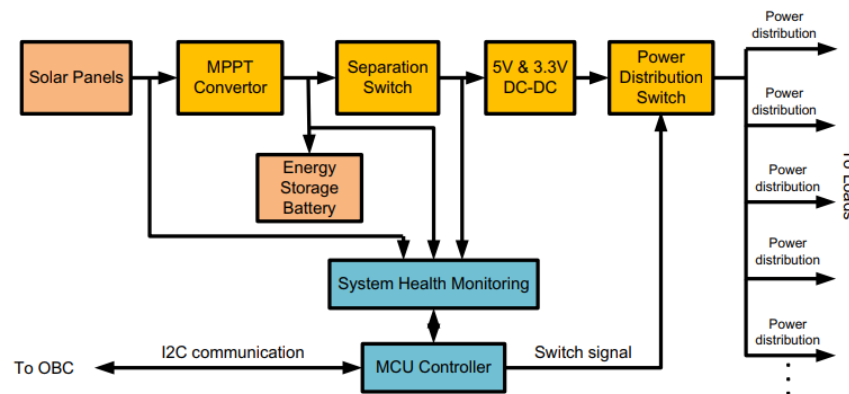 Power
distribution
Solar Panels
MPPT
Convertor
Separation
Switch
5V & 3.3V
DC-DC
Power
Distribution
Switch
Power
distribution
Energy
Storage
Battery
Power
distribution
To Loads
System Health Monitoring
Power
distribution
To OBC
I2C communication
MCU Controller
Switch signal
Power
distribution